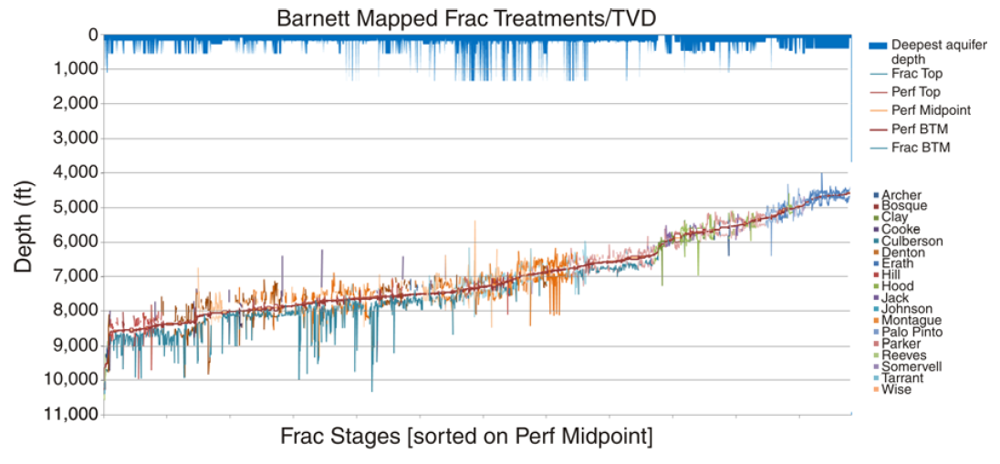 Barnett Mapped Frac Treatments/TVD
0
1,000
2,000
3,000
4,000
5,000
6,000
7,000
8,000
9,000
10,000
11,000
Depth (ft)
Frac Stages [sorted on Perf Midpoint]
Deepest aquifer
depth
Frac Top
Perf Top
Perf Midpoint
Perf BTM
Frac BTM
Archer
Bosque
Clay
Cooke
Culberson
Denton
Erath
Hill
Hood
Jack
Johnson
Montague
Palo Pinto
Parker
Reeves
Somervell
Tarrant
Wise